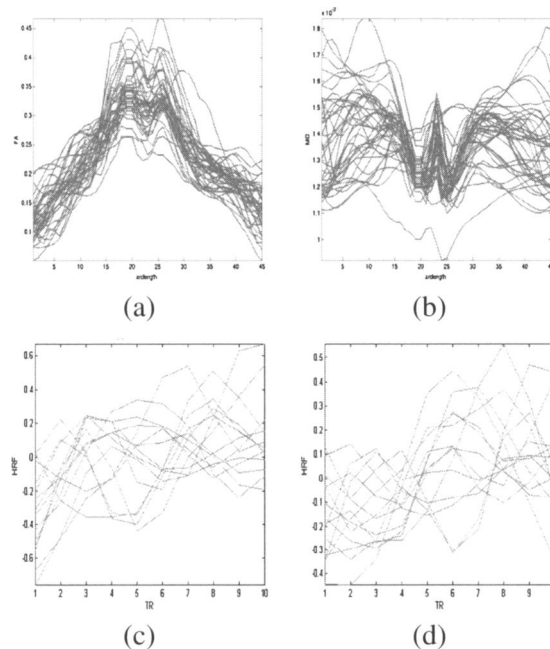 (a)
(b)
x 10⁻³
0.45
0.4
0.35
0.3
0.25
0.2
0.15
0.1
FA
5 10 15 20 25 30 35 40 45
arclength
1.8
1.7
1.6
1.5
1.4
1.3
1.2
1.1
1
MD
5 10 15 20 25 30 35 40 45
arclength
(a)
(b)
0.6
0.4
0.2
0
-0.2
-0.4
-0.6
HRF
1 2 3 4 5 6 7 8 9 10
TR
0.5
0.4
0.3
0.2
0.1
0
-0.1
-0.2
-0.3
-0.4
HRF
1 2 3 4 5 6 7 8 9
TR
(c)
(d)